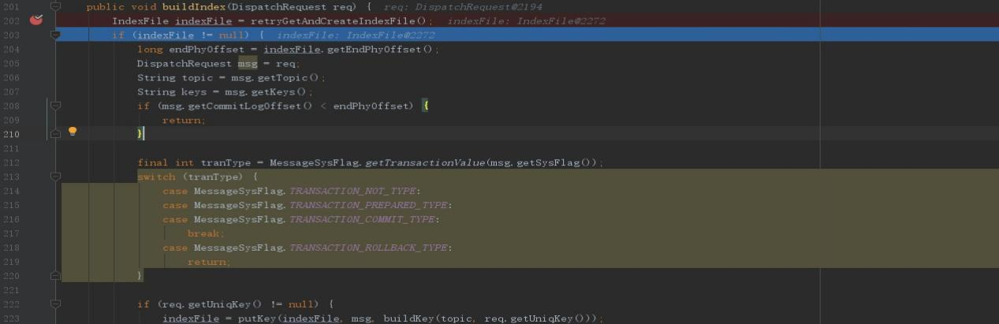 201 public void buildIndex(DispatchRequest req) { req: DispatchRequest@2194
202 IndexFile indexFile = retryGetAndCreateIndexFile(); indexFile: IndexFile@2272
203 if (indexFile != null) { indexFile: IndexFile@2272
204 long endPhyOffset = indexFile.getEndPhyOffset();
205 DispatchRequest msg = req;
206 String topic = msg.getTopic();
207 String keys = msg.getKeys();
208 if (msg.getCommitLogOffset() < endPhyOffset) {
209 return;
210 }
211
212 final int tranType = MessageSysFlag.getTransactionValue(msg.getSysFlag());
213 switch (tranType) {
214 case MessageSysFlag.TRANSACTION_NOT_TYPE:
215 case MessageSysFlag.TRANSACTION_PREPARED_TYPE:
216 case MessageSysFlag.TRANSACTION_COMMIT_TYPE:
217 break;
218 case MessageSysFlag.TRANSACTION_ROLLBACK_TYPE:
219 return;
220 }
221
222 if (req.getUniqKey() != null) {
223 indexFile = putKey(indexFile, msg, buildKey(topic, req.getUniqKey()));